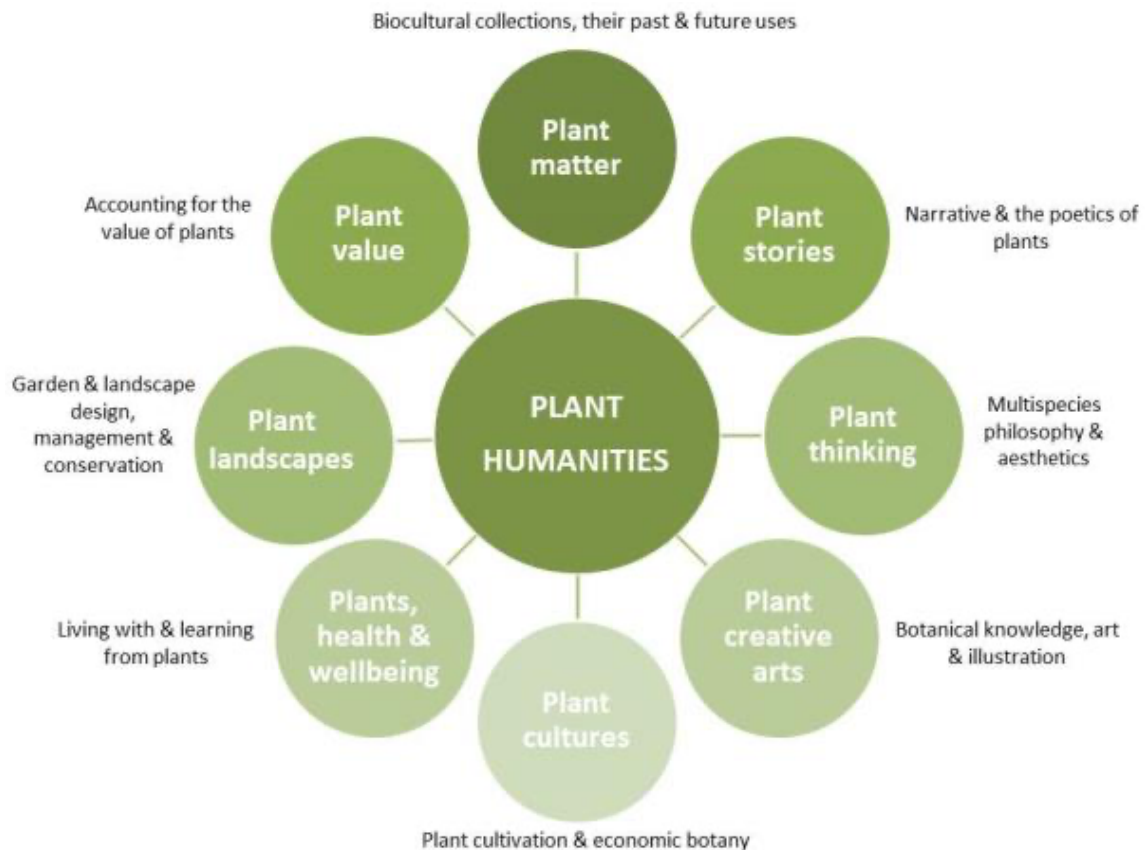 Biocultural collections, their past & future uses
Plant
matter
Accounting for the
value of plants
Plant
value
Plant
stories
Narrative & the poetics of
plants
Garden & landscape
design,
management &
conservation
Plant
landscapes
PLANT
HUMANITIES
Plant
thinking
Multispecies
philosophy &
aesthetics
Living with & learning
from plants
Plants,
health &
wellbeing
Plant
creative
arts
Botanical knowledge, art
& illustration
Plant
cultures
Plant cultivation & economic botany